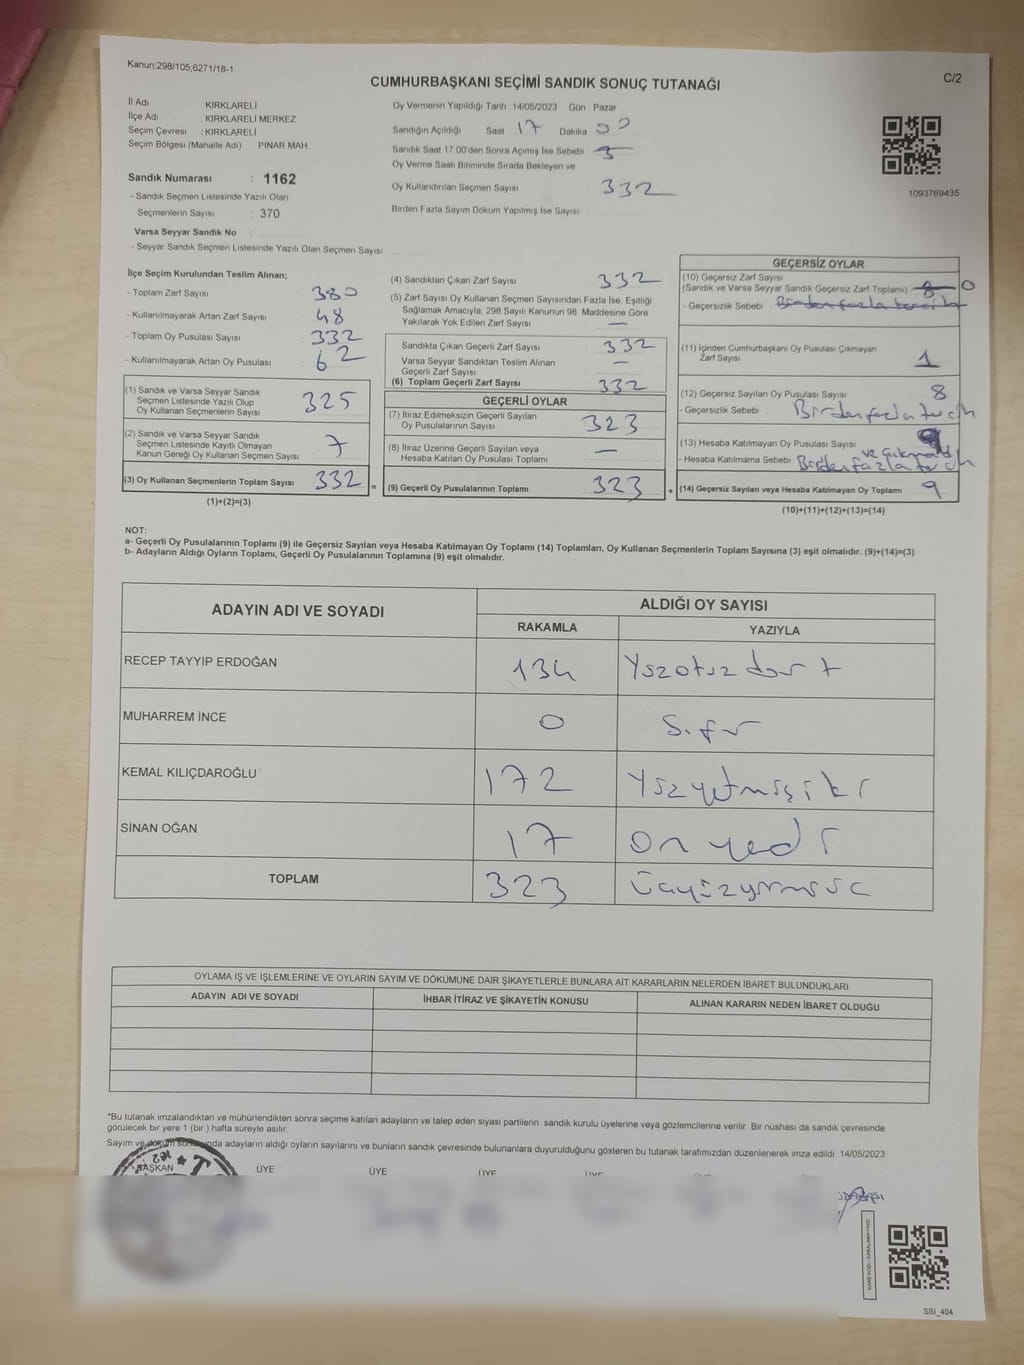 Kanun;298/105,6271/18-1
C/2
CUMHURBAŞKANI SEÇİMİ SANDIK SONUÇ TUTANAĞI
İl Adı KIRKLARELİ
İlçe Adı : KIRKLARELİ MERKEZ
Seçim Çevresi : KIRKLARELİ
Seçim Bölgesi (Mahalle Adı) PINAR MAH.
Sandık Numarası : 1162
- Sandık Seçmen Listesinde Yazılı Olan
Seçmenlerin Sayısı : 370
Varsa Seyyar Sandık No :
- Seyyar Sandık Seçmen Listesinde Yazılı Olan Seçmen Sayısı:
Oy Vermenin Yapıldığı Tarih 14/05/2023 Gün : Pazar
Sandığın Açıldığı Saat 17 Dakika 00
Sandık Saat 17.00'den Sonra Açımış İse Sebebi
Oy Verme Saati Bitiminde Sırada Bekleyen ve
Oy Kullandırılan Seçmen Sayısı 332
Birden Fazla Sayım Döküm Yapılmış İse Sayısı
1093769435
İlçe Seçim Kurulundan Teslim Alınan;
- Toplam Zarf Sayısı 380
- Kullanılmayarak Artan Zarf Sayısı 48
- Toplam Oy Pusulası Sayısı 332
- Kullanılmayarak Artan Oy Pusulası 62
(1) Sandık ve Varsa Seyyar Sandık
Seçmen Listesinde Yazılı Olup
Oy Kullanan Seçmenlerin Sayısı 325
(2) Sandık ve Varsa Seyyar Sandık
Seçmen Listesinde Kayıtlı Olmayan
Kanun Gereği Oy Kullanan Seçmen Sayısı 7
(3) Oy Kullanan Seçmenlerin Toplam Sayısı 332 =
(1)+(2)=(3)
(4) Sandıktan Çıkan Zarf Sayısı 332
(5) Zarf Sayısı Oy Kullanan Seçmen Sayısından Fazla İse, Eşitliği
Sağlamak Amacıyla, 298 Sayılı Kanunun 98. Maddesine Göre
Yakılarak Yok Edilen Zarf Sayısı —
Sandıkta Çıkan Geçerli Zarf Sayısı 332
Varsa Seyyar Sandıktan Teslim Alınan
Geçerli Zarf Sayısı —
(6) Toplam Geçerli Zarf Sayısı 332
GEÇERLİ OYLAR
(7) İtiraz Edilmeksizin Geçerli Sayılan
Oy Pusulalarının Sayısı 323
(8) İtiraz Üzerine Geçerli Sayılan veya
Hesaba Katılan Oy Pusulası Toplamı —
(9) Geçerli Oy Pusulalarının Toplamı 323 +
GEÇERSİZ OYLAR
(10) Geçersiz Zarf Sayısı
(Sandık ve Varsa Seyyar Sandık Geçersiz Zarf Toplamı) 8 0
- Geçersizlik Sebebi
(11) İçinden Cumhurbaşkanı Oy Pusulası Çıkmayan
Zarf Sayısı 1
(12) Geçersiz Sayılan Oy Pusulası Sayısı 8
- Geçersizlik Sebebi Birden fazla tercih
(13) Hesaba Katılmayan Oy Pusulası Sayısı
- Hesaba Katılmama Sebebi Birden fazla tercih
(14) Geçersiz Sayılan veya Hesaba Katılmayan Oy Toplamı 9
(10)+(11)+(12)+(13)=(14)
NOT:
a- Geçerli Oy Pusulalarının Toplamı (9) ile Geçersiz Sayılan veya Hesaba Katılmayan Oy Toplamı (14) Toplamları, Oy Kullanan Seçmenlerin Toplam Sayısına (3) eşit olmalıdır. (9)+(14)=(3)
b- Adayların Aldığı Oyların Toplamı, Geçerli Oy Pusulalarının Toplamına (9) eşit olmalıdır.
ADAYIN ADI VE SOYADI
ALDIĞI OY SAYISI
RAKAMLA YAZIYLA
RECEP TAYYİP ERDOĞAN 134 Yüzotuz dört
MUHARREM İNCE 0 Sıfır
KEMAL KILIÇDAROĞLU 172 Yüzyetmişiki
SİNAN OĞAN 17 On yedi
TOPLAM 323 Üçyüzyirmiüç
OYLAMA İŞ VE İŞLEMLERİNE VE OYLARIN SAYIM VE DÖKÜMÜNE DAİR ŞİKAYETLERLE BUNLARA AİT KARARLARIN NELERDEN İBARET BULUNDUKLARI
ADAYIN ADI VE SOYADI İHBAR İTİRAZ VE ŞİKAYETİN KONUSU ALINAN KARARIN NEDEN İBARET OLDUĞU
*Bu tutanak imzalandıktan ve mühürlendikten sonra seçime katılan adayların ve talep eden siyasi partilerin sandık kurulu üyelerine veya gözlemcilerine verilir. Bir nüshası da sandık çevresinde
görülecek bir yere 1 (bir ) hafta süreyle asılır.
Sayım ve döküm sonunda adayların aldığı oyların sayılarını ve bunların sandık çevresinde bulunanlara duyurulduğunu gösteren bu tutanak tarafımızdan düzenlenerek imza edildi. 14/05/2023
BAŞKAN ÜYE ÜYE ÜYE ÜYE ÜYE
SSI_404